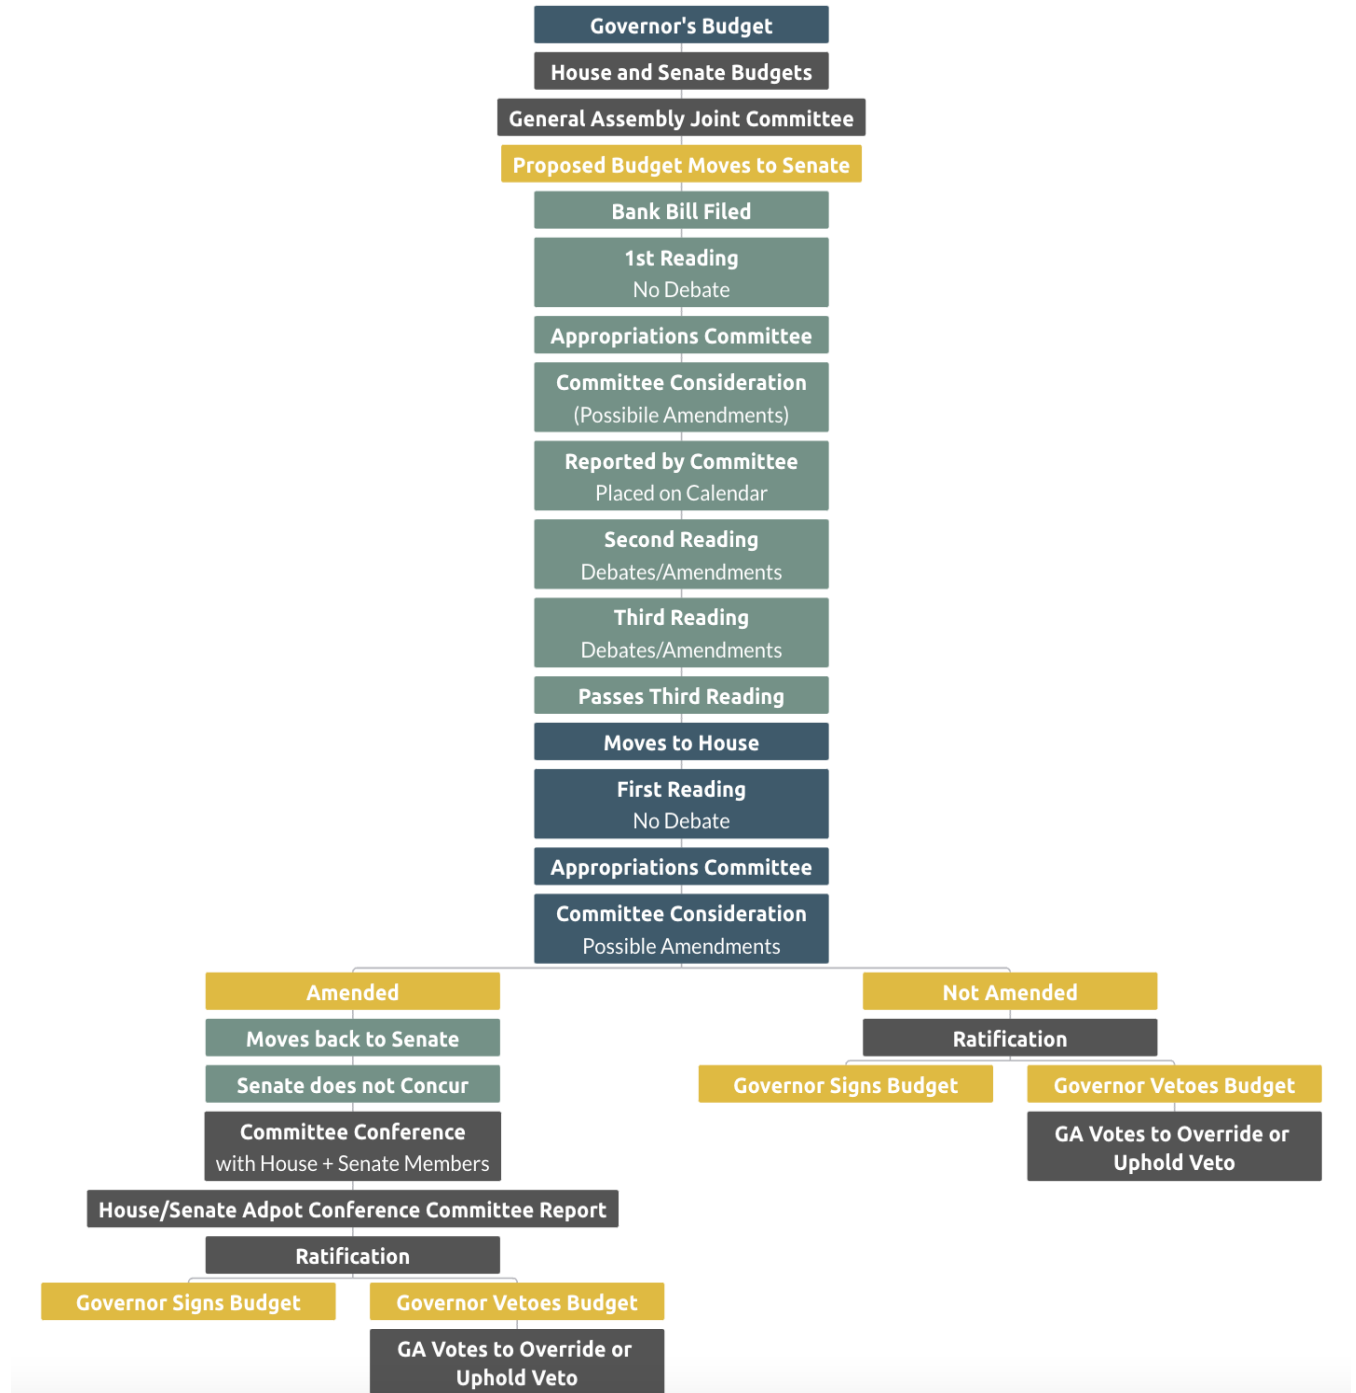 Governor's Budget
House and Senate Budgets
General Assembly Joint Committee
Proposed Budget Moves to Senate
Bank Bill Filed
1st Reading
No Debate
Appropriations Committee
Committee Consideration
(Possibile Amendments)
Reported by Committee
Placed on Calendar
Second Reading
Debates/Amendments
Third Reading
Debates/Amendments
Passes Third Reading
Moves to House
First Reading
No Debate
Appropriations Committee
Committee Consideration
Possible Amendments
Amended
Moves back to Senate
Senate does not Concur
Committee Conference
with House + Senate Members
House/Senate Adpot Conference Committee Report
Ratification
Governor Signs Budget
Governor Vetoes Budget
GA Votes to Override or
Uphold Veto
Not Amended
Ratification
Governor Signs Budget
Governor Vetoes Budget
GA Votes to Override or
Uphold Veto